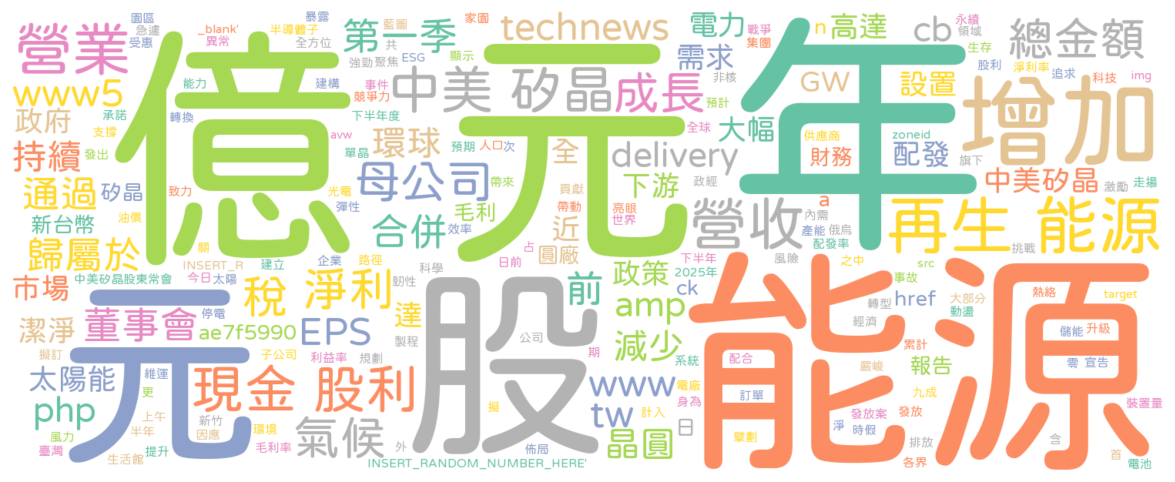 億元
年
元
股
能源
營業
第一季
technews
電力
n
高達
cb
總金額
中美 矽晶
成長
需求
GW
設置
增加
www5
政府
持續
通過
矽晶
新台幣
歸屬於
市場
潔淨
董事會
ae7f5990
太陽能
php
稅
淨利
EPS
現金 股利
氣候
環球
母公司
合併
毛利
近
全
圓廠
delivery
下游
大幅
財務
配發
中美矽晶
a
營收
再生 能源
前
達
政策
2025年
ck
amp
減少
www
tw
晶圓
日
href
報告
園區
急遽
受惠
_blank'
異常
半導體子
暴露
全方位
藍圖
共
強勁
聚焦
ESG
顯示
能力
建構
事件
競爭力
下半年度
承諾
支撐
發出
轉換
avw
單晶
預期
人口
次
全球
預計
非核
戰爭
集團
永續
領域
生存
股利
淨利率
追求
科技
img
供應商
zoneid
旗下
激勵
走揚
挑戰
政經
內需
產能
俄烏
配發率
風險
之中
下半年
致力
油價
光電
彈性
效率
帶來
貢獻
帶動
亮眼
世界
占
日前
INSERT_R
關
建立
企業
路徑
韌性
科學
今日
太陽
中美矽晶股東常會
停電
擬訂
維運
更
子公司
利益率
規劃
製程
公司
期
系統
上午
半年
新竹
因應
環境
毛利率
外
佈局
擬
電廠
計入
身為
臺灣
風力
提升
生活館
INSERT_RANDOM_NUMBER_HERE'
src
事故
轉型
經濟
大部分
動盪
熱絡
target
儲能
升級
零
宣告
累計
配合
訂單
嚴峻
九成
發放案
發放
壁劃
淨
時假
排放
各界
含
首
裝置量
電池